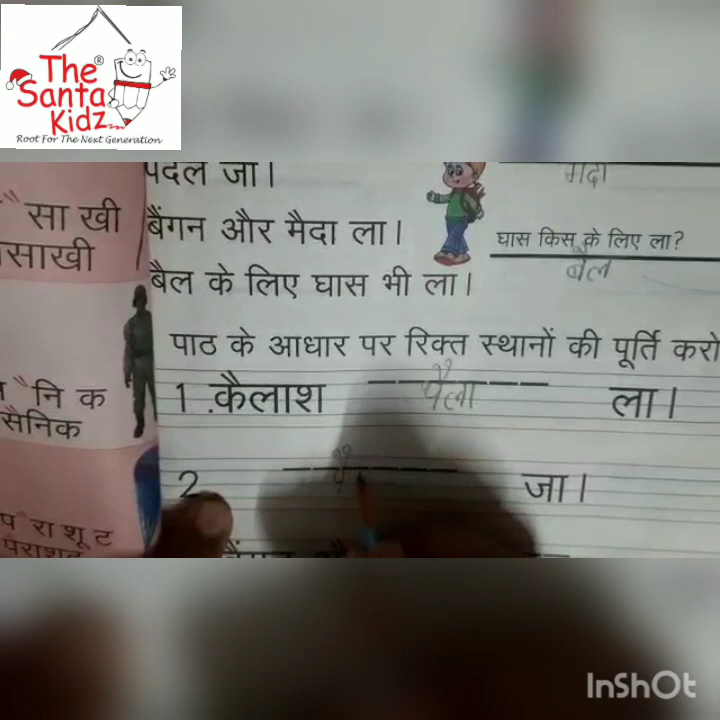 The Santa Kidz
Root For The Next Generation
पैदल जा।
बैंगन और मैदा ला।
बैल के लिए घास भी ला।
मैदा
घास किस के लिए ला?
बैल
सा खी
साखी
नि क
सैनिक
पै रा शू ट
पैराशूट
पाठ के आधार पर रिक्त स्थानों की पूर्ति करो
1 .कैलाश थैला ला।
2 जा।
InShOt